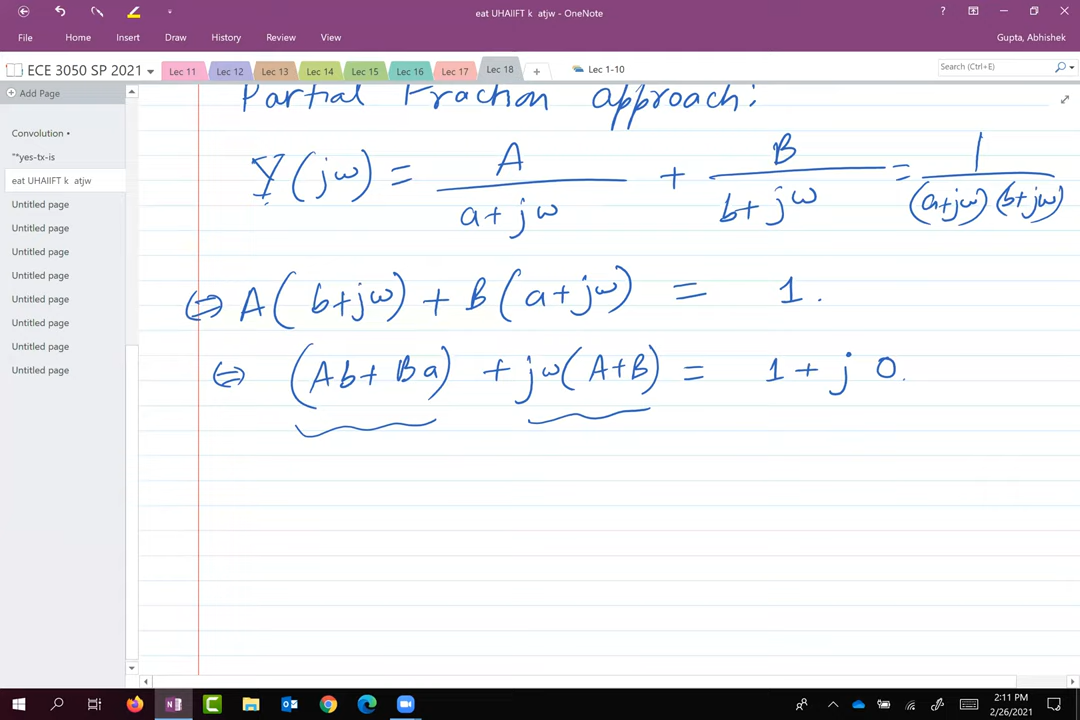 eat UHAIIFT k atjw - OneNote
?
File Home Insert Draw History Review View
Gupta, Abhishek
ECE 3050 SP 2021
Lec 11 Lec 12 Lec 13 Lec 14 Lec 15 Lec 16 Lec 17 Lec 18 + Lec 1-10
Search (Ctrl+E)
Add Page
Convolution •
"*yes-tx-is
eat UHAIIFT k atjw
Untitled page
Untitled page
Untitled page
Untitled page
Untitled page
Untitled page
Untitled page
Untitled page
Partial Fraction approach:
Y(jω) = A / (a+jω) + B / (b+jω) = 1 / (a+jω)(b+jω)
⇔ A(b+jω) + B(a+jω) = 1.
⇔ (Ab+Ba) + jω(A+B) = 1+j 0.
2:11 PM
2/26/2021